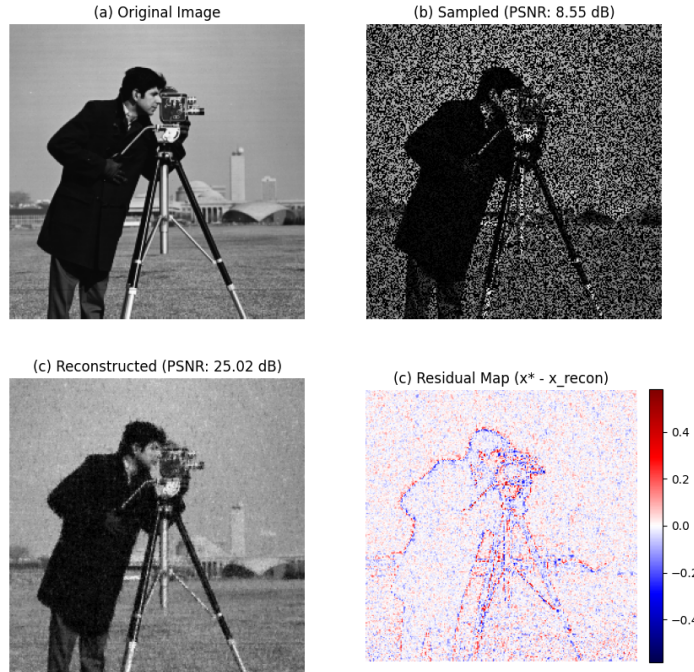 (a) Original Image
(b) Sampled (PSNR: 8.55 dB)
(c) Reconstructed (PSNR: 25.02 dB)
(c) Residual Map (x* - x_recon)
0.4
0.2
0.0
−0.2
−0.4